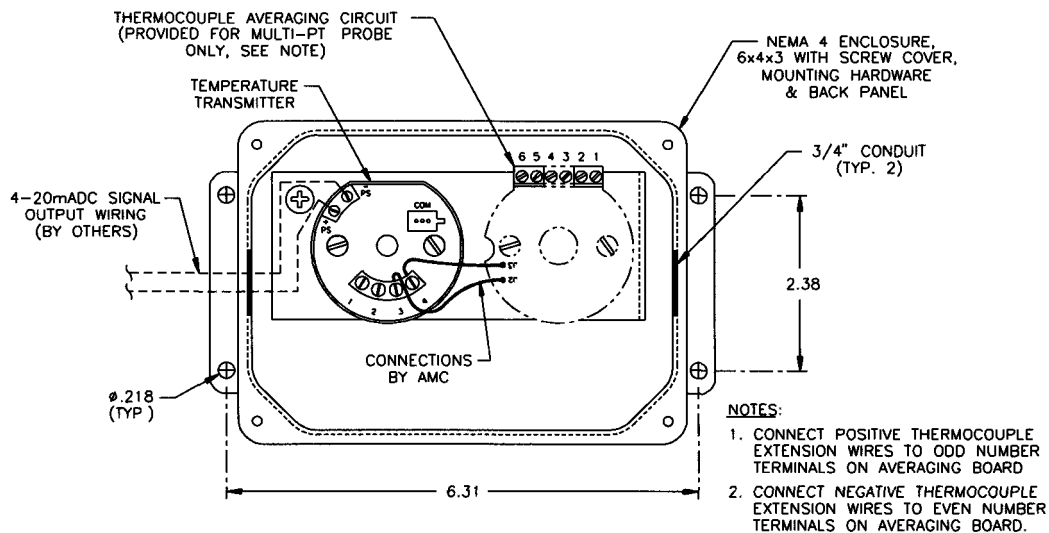 THERMOCOUPLE AVERAGING CIRCUIT
(PROVIDED FOR MULTI-PT PROBE
ONLY, SEE NOTE)
NEMA 4 ENCLOSURE,
6x4x3 WITH SCREW COVER,
MOUNTING HARDWARE
& BACK PANEL
TEMPERATURE
TRANSMITTER
3/4" CONDUIT
(TYP. 2)
6 5 4 3 2 1
4-20mADC SIGNAL
OUTPUT WIRING
(BY OTHERS)
- PS
+ PS
COM
J1
J2
1 2 3 4
2.38
CONNECTIONS
BY AMC
ø.218
(TYP )
6.31
NOTES:
1. CONNECT POSITIVE THERMOCOUPLE
EXTENSION WIRES TO ODD NUMBER
TERMINALS ON AVERAGING BOARD
2. CONNECT NEGATIVE THERMOCOUPLE
EXTENSION WIRES TO EVEN NUMBER
TERMINALS ON AVERAGING BOARD.